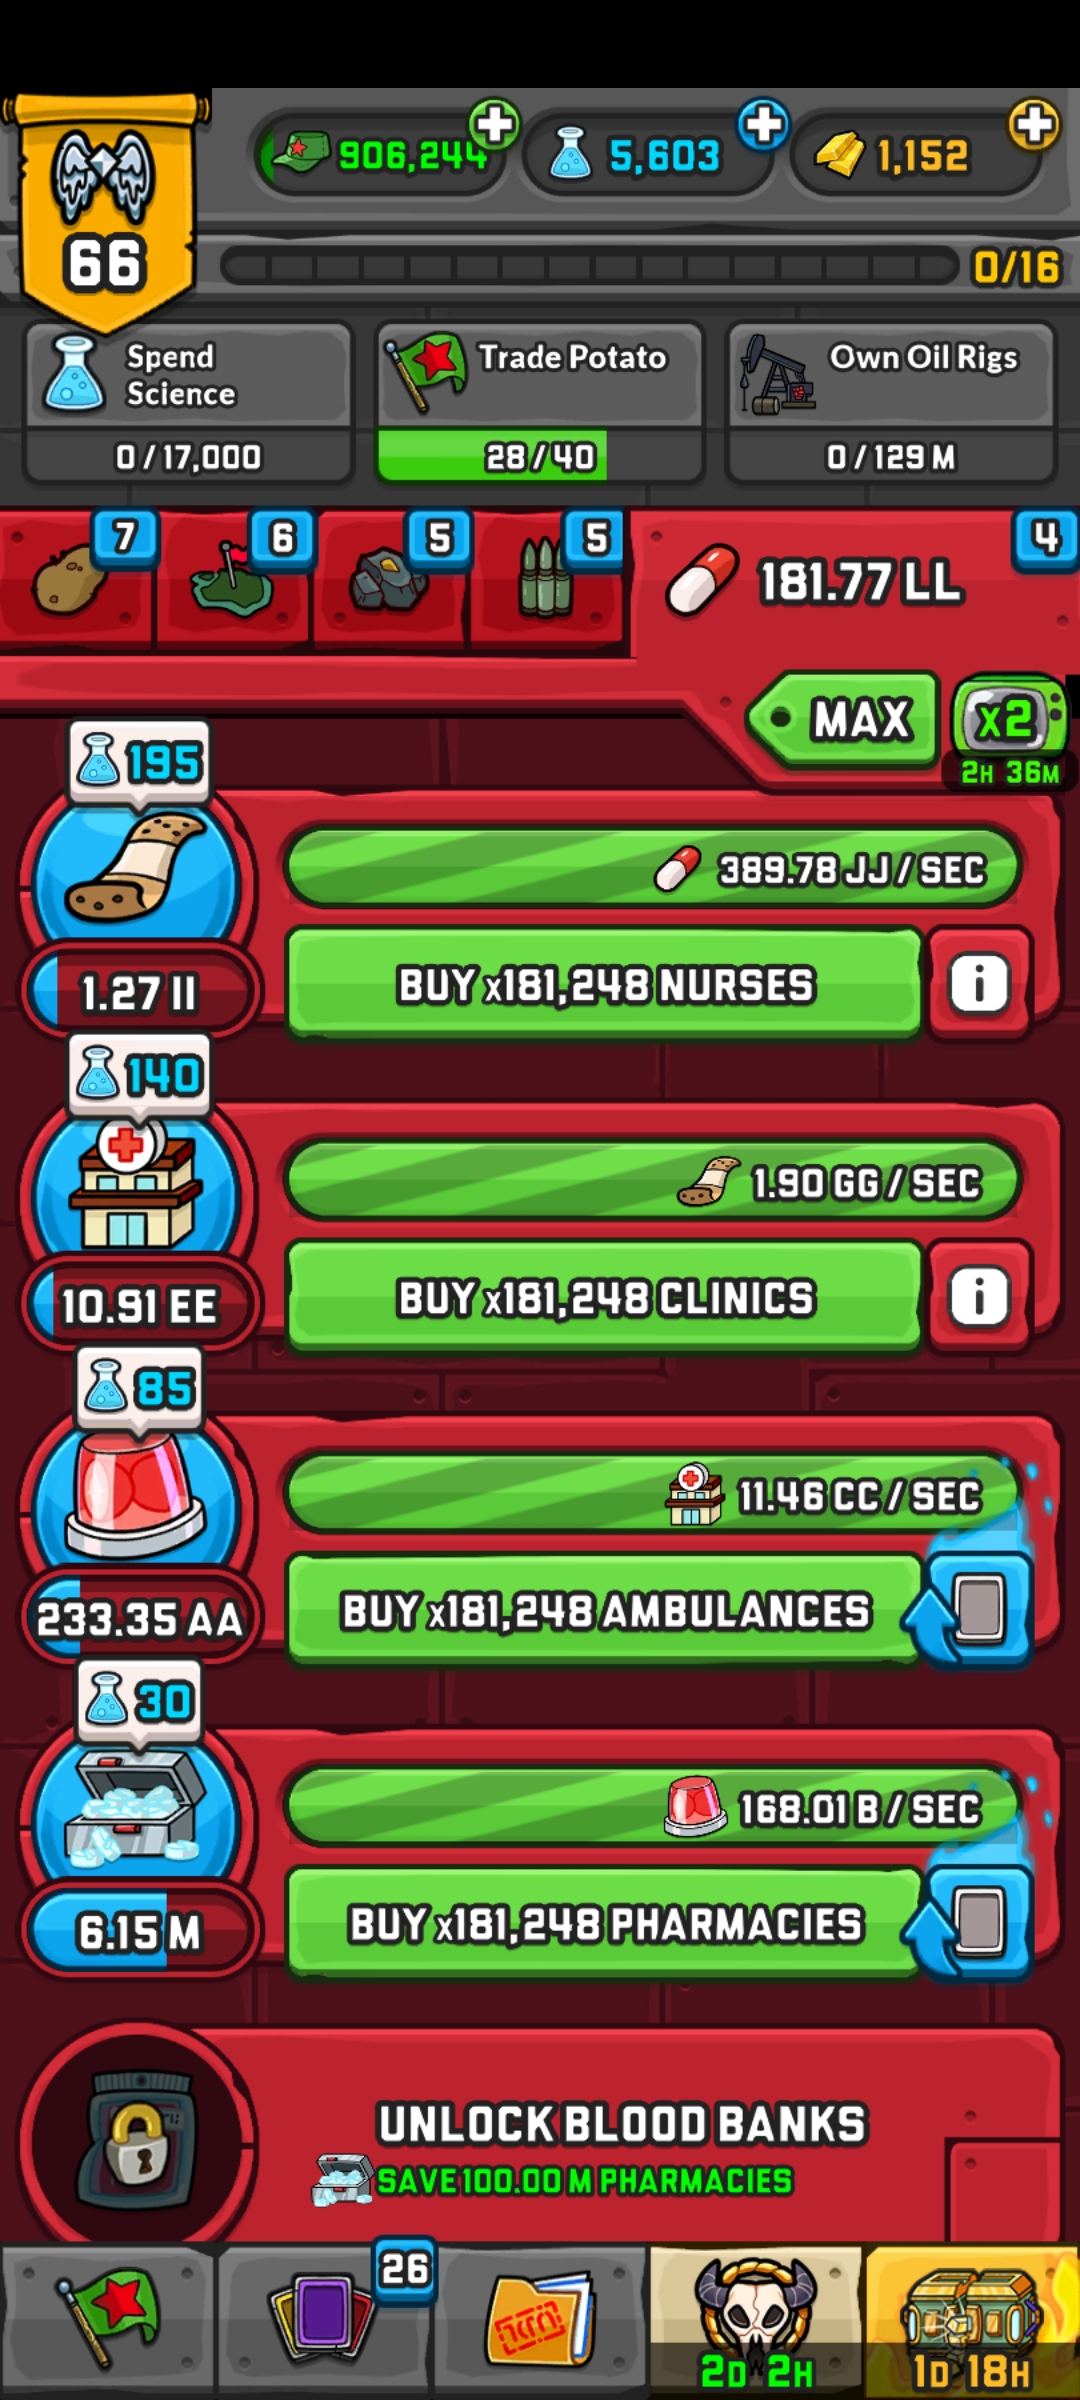 906,244
5,603
1,152
66
0/16
Spend
Science
0/17,000
Trade Potato
28/40
Own Oil Rigs
0/129 M
7
6
5
5
4
181.77 LL
MAX
x2
2H 36M
195
389.78 JJ/SEC
BUY x181,248 NURSES
i
1.27 II
140
1.90 GG/SEC
BUY x181,248 CLINICS
i
10.91 EE
85
11.46 CC/SEC
BUY x181,248 AMBULANCES
233.35 AA
30
168.01 B/SEC
BUY x181,248 PHARMACIES
6.15 M
UNLOCK BLOOD BANKS
SAVE 100.00 M PHARMACIES
26
2D 2H
1D 18H